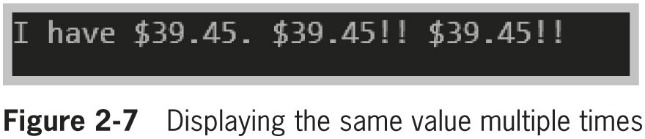 I have $39.45. $39.45!! $39.45!!
Figure 2-7 Displaying the same value multiple times